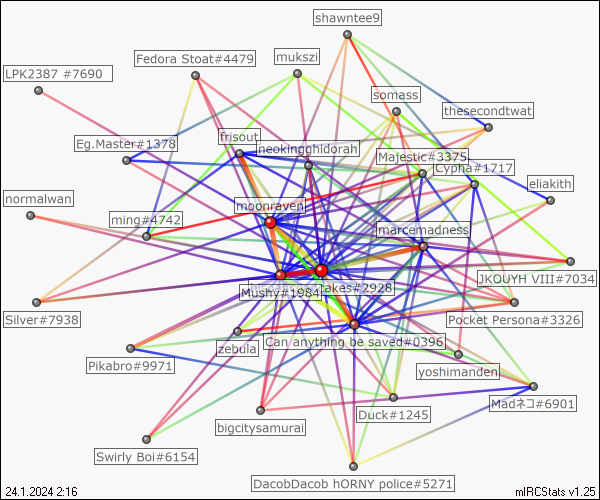 shawntee9
Fedora Stoat#4479
mukszi
LPK2387 #7690
somass
thesecondtwat
frisout
Eg.Master#1378
neokingghidorah
Majestic#3375
Cypha#1717
eliakith
normalwan
moonraven
ming#4742
marcemadness
JKOUYH VIII#7034
Mushy#1984
takes#2928
Silver#7938
Pocket Persona#3326
Can anything be saved#0396
zebula
Pikabro#9971
yoshimanden
Madネコ#6901
Duck#1245
bigcitysamurai
Swirly Boi#6154
DacobDacob hORNY police#5271
24.1.2024 2:16
mIRCStats v1.25